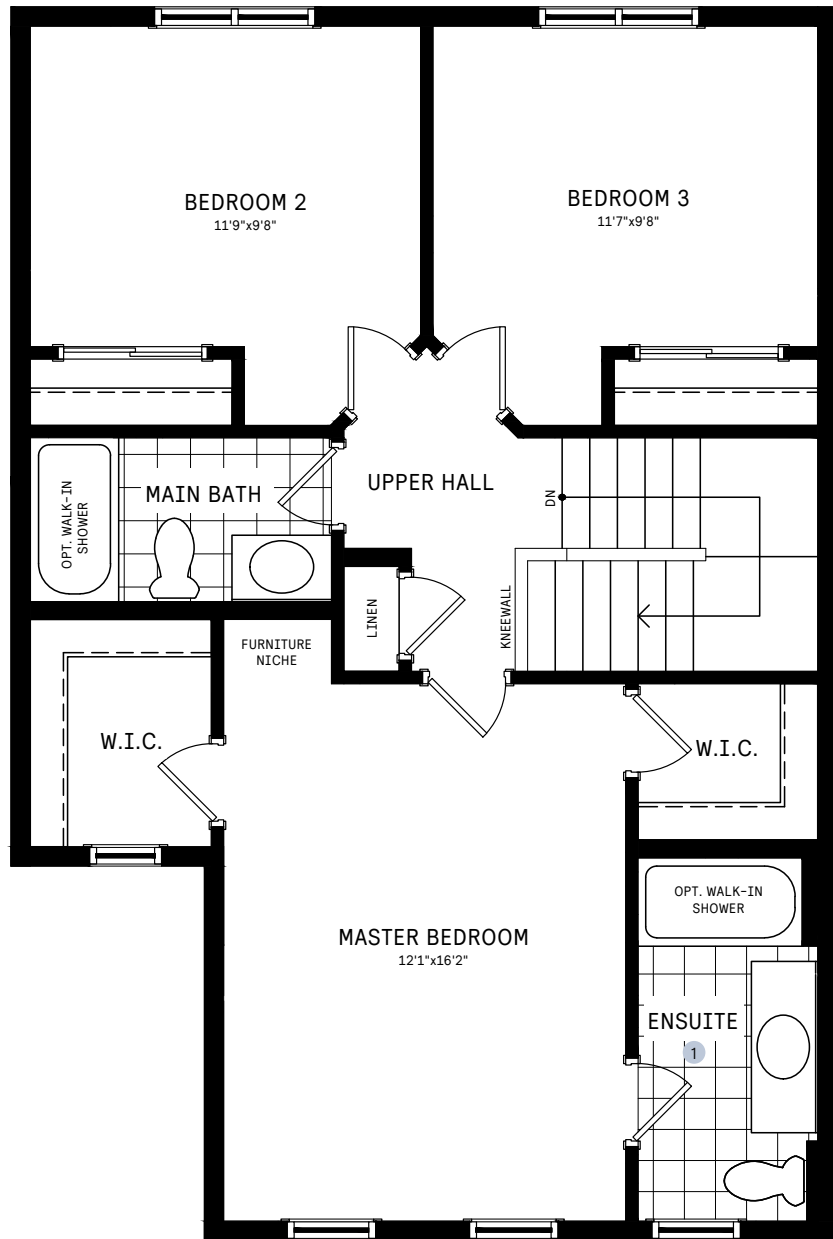 BEDROOM 2
11'9"x9'8"
BEDROOM 3
11'7"x9'8"
OPT. WALK-IN
SHOWER
MAIN BATH
UPPER HALL
DN
LINEN
KNEEWALL
FURNITURE
NICHE
W.I.C.
W.I.C.
OPT. WALK-IN
SHOWER
MASTER BEDROOM
12'1"x16'2"
ENSUITE
1